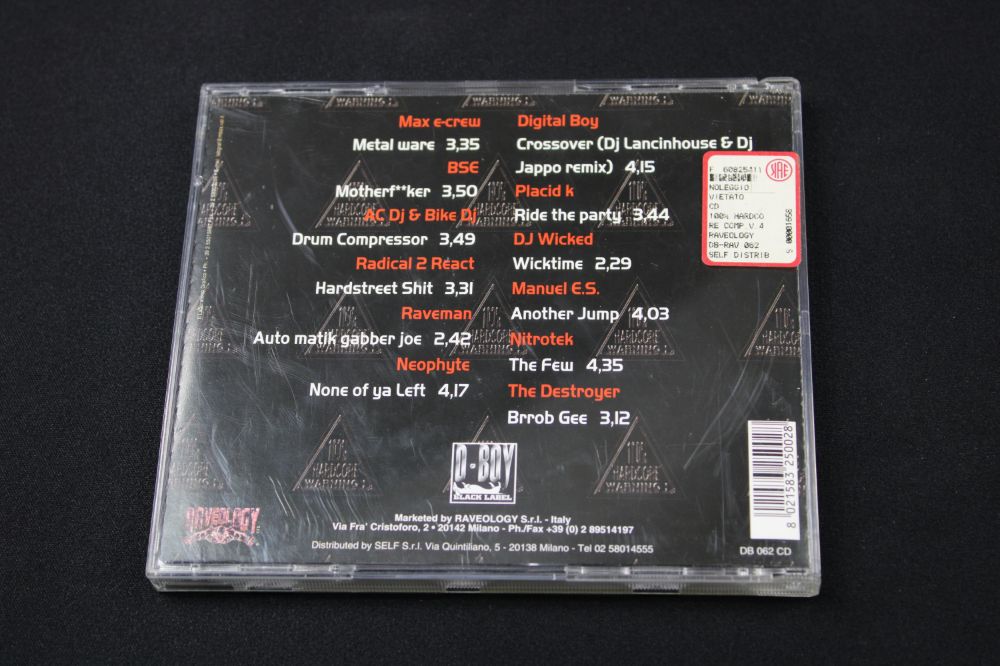 Max e-crew
Metal ware 3,35
BSE
Motherf**ker 3,50
AC Dj & Bike Dj
Drum Compressor 3,49
Radical 2 React
Hardstreet Shit 3,31
Raveman
Auto matik gabber joe 2,42
Neophyte
None of ya Left 4,17
Digital Boy
Crossover (Dj Lancinhouse & Dj
Jappo remix) 4,15
Placid k
Ride the party 3,44
DJ Wicked
Wicktime 2,29
Manuel E.S.
Another Jump 4,03
Nitrotek
The Few 4,35
The Destroyer
Brrob Gee 3,12
F 60825411
NOLEGGIO
VIETATO
CD
100% HARDCO
RE COMP V.4
RAVEOLOGY
DB-RAV 062
SELF DISTRIB
S 00001658
100%
HARDCORE
WARNING
D-BOY
BLACK LABEL
RAVEOLOGY
Marketed by RAVEOLOGY S.r.l. - Italy
Via Fra' Cristoforo, 2 • 20142 Milano - Ph./Fax +39 (0) 2 89514197
Distributed by SELF S.r.l. Via Quintiliano, 5 - 20138 Milano - Tel 02 58014555
8 021583 250028
DB 062 CD